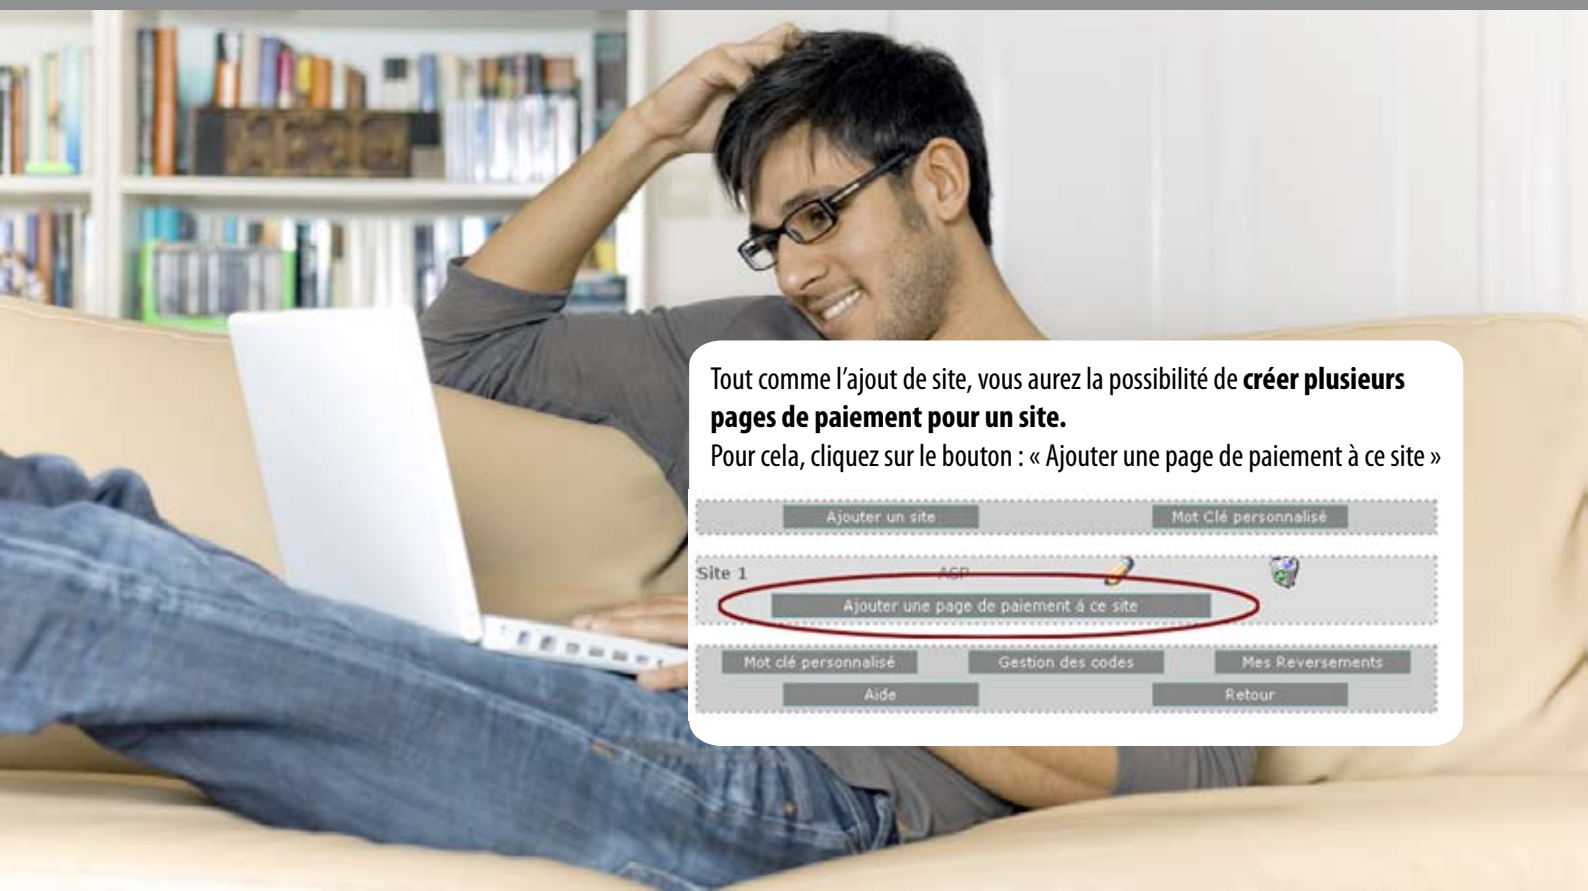 Tout comme l'ajout de site, vous aurez la possibilité de créer plusieurs
pages de paiement pour un site.
Pour cela, cliquez sur le bouton : « Ajouter une page de paiement à ce site »
Ajouter un site Mot Clé personnalisé
Site 1 ASP
Ajouter une page de paiement à ce site
Mot clé personnalisé Gestion des codes Mes Reversements
Aide Retour